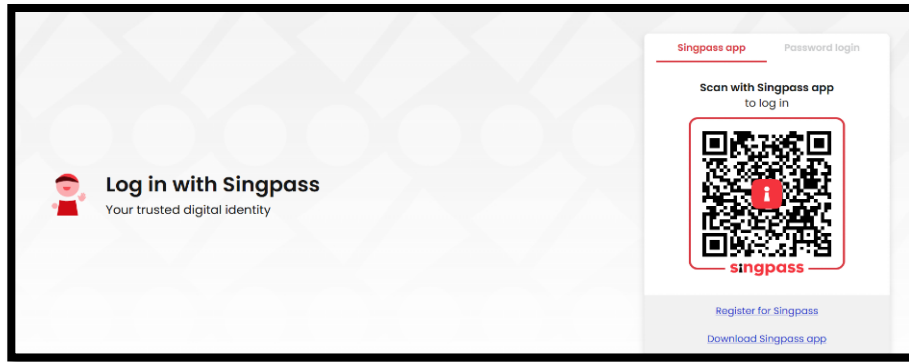 Singpass app
Password login
Scan with Singpass app
to log in
singpass
Log in with Singpass
Your trusted digital identity
Register for Singpass
Download Singpass app